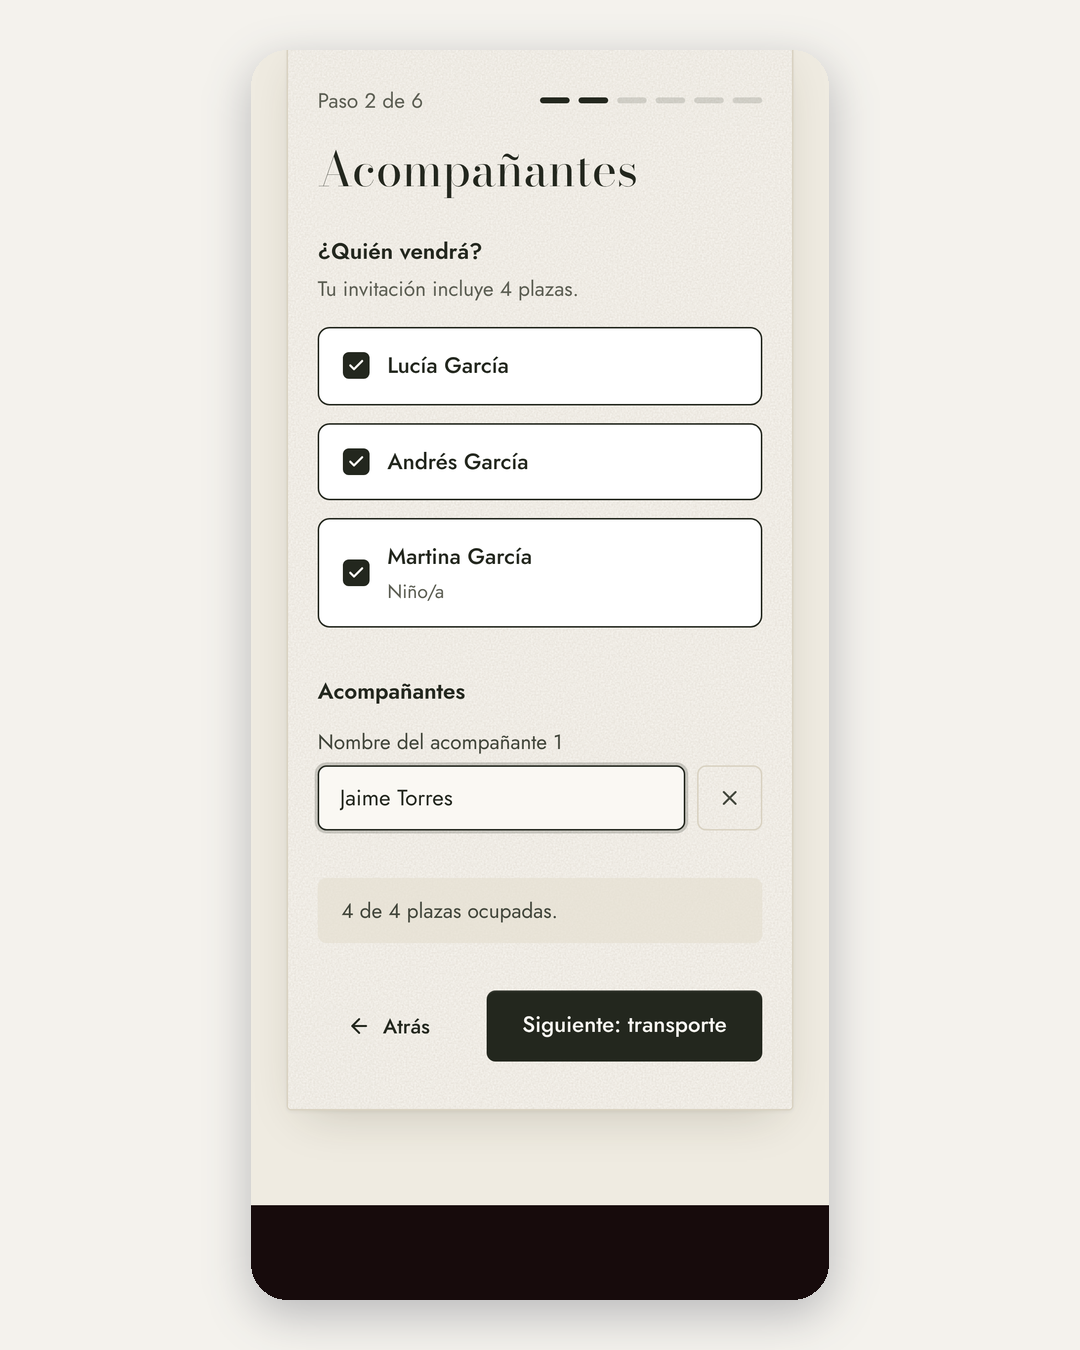 Paso 2 de 6
Acompañantes
¿Quién vendrá?
Tu invitación incluye 4 plazas.
Lucía García
Andrés García
Martina García
Niño/a
Acompañantes
Nombre del acompañante 1
Jaime Torres
4 de 4 plazas ocupadas.
Atrás
Siguiente: transporte